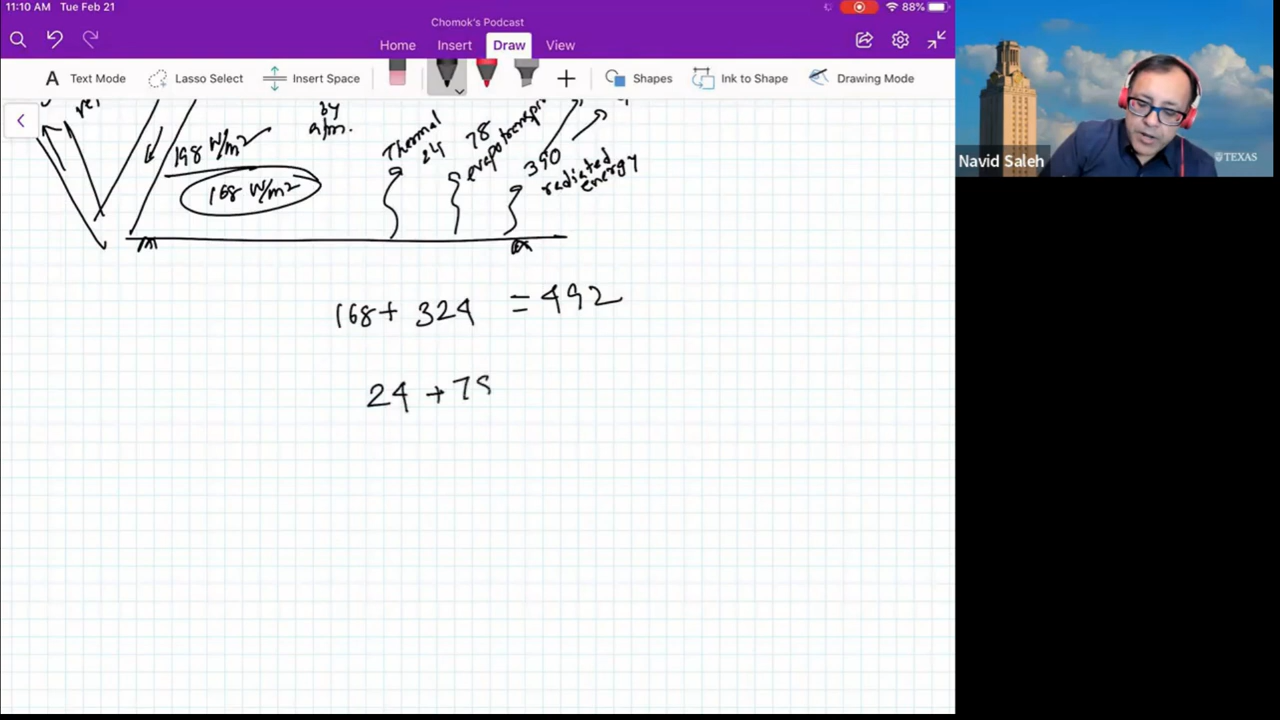 11:10 AM Tue Feb 21
88%
Chomok's Podcast
Home Insert Draw View
Text Mode Lasso Select Insert Space Shapes Ink to Shape Drawing Mode
by
atm.
198 W/m2
168 W/m2
Thermal
24
78
evapotranspi
390
radiated
energy
168 + 324 = 492
24 + 78
Navid Saleh
TEXAS